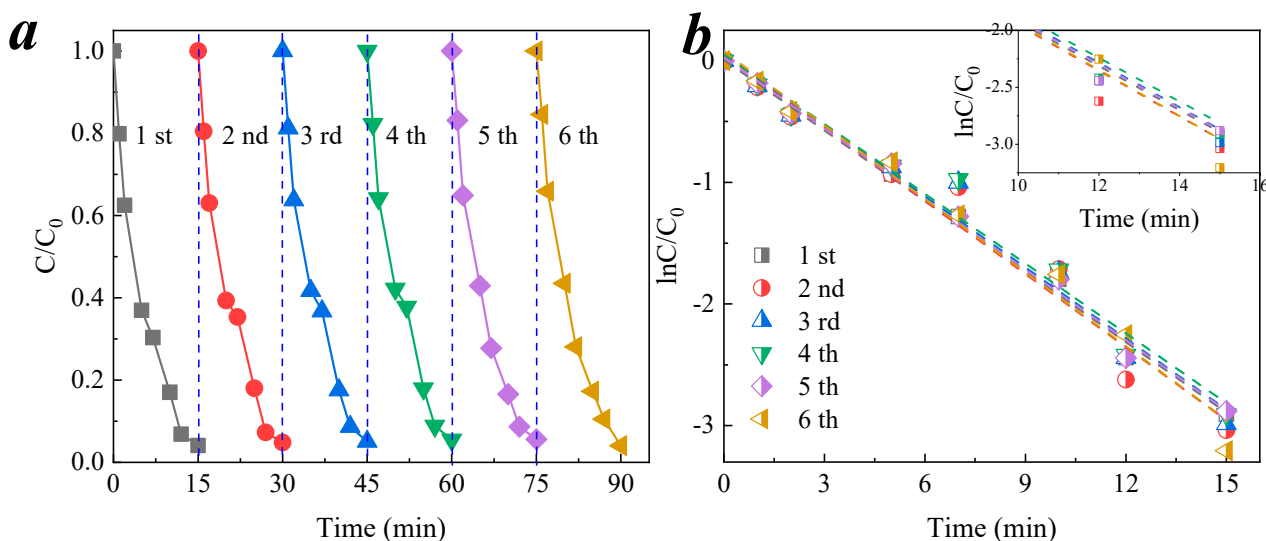 a
1.0
0.8
0.6
0.4
0.2
0.0
C/C0
1 st
2 nd
3 rd
4 th
5 th
6 th
0
15
30
45
60
75
90
Time (min)
b
0
-1
-2
-3
lnC/C0
1 st
2 nd
3 rd
4 th
5 th
6 th
0
3
6
9
12
15
Time (min)
-2.0
-2.5
-3.0
lnC/C0
10
12
14
16
Time (min)